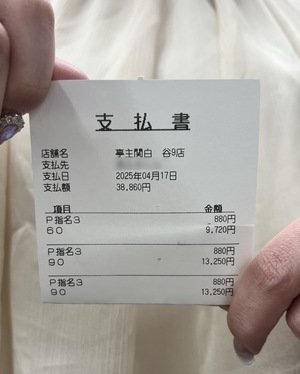 支払書
店舗名 亭主関白 谷9店
支払先
支払日 2025年04月17日
支払額 38,860円
項目 金額
P指名3 880円
60 9,720円
P指名3 880円
90 13,250円
P指名3 880円
90 13,250円